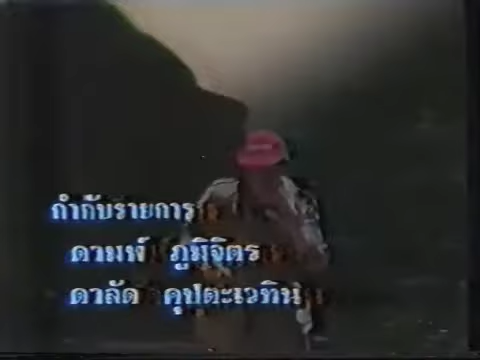 กำกับรายการ
ดามพ์ ภูมิจิตร
ดาลัด คุปตะเวทิน